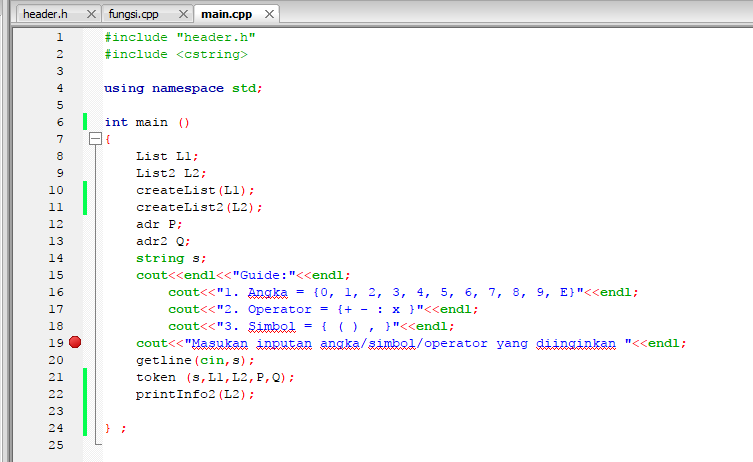 header.h fungsi.cpp main.cpp
1 #include "header.h"
2 #include <cstring>
3
4 using namespace std;
5
6 int main ()
7 {
8 List L1;
9 List2 L2;
10 createList(L1);
11 createList2(L2);
12 adr P;
13 adr2 Q;
14 string s;
15 cout<<endl<<"Guide:"<<endl;
16 cout<<"1. Angka = {0, 1, 2, 3, 4, 5, 6, 7, 8, 9, E}"<<endl;
17 cout<<"2. Operator = {+ - : x }"<<endl;
18 cout<<"3. Simbol = { ( ) , }"<<endl;
19 cout<<"Masukan inputan angka/simbol/operator yang diinginkan "<<endl;
20 getline(cin,s);
21 token (s,L1,L2,P,Q);
22 printInfo2(L2);
23
24 } ;
25